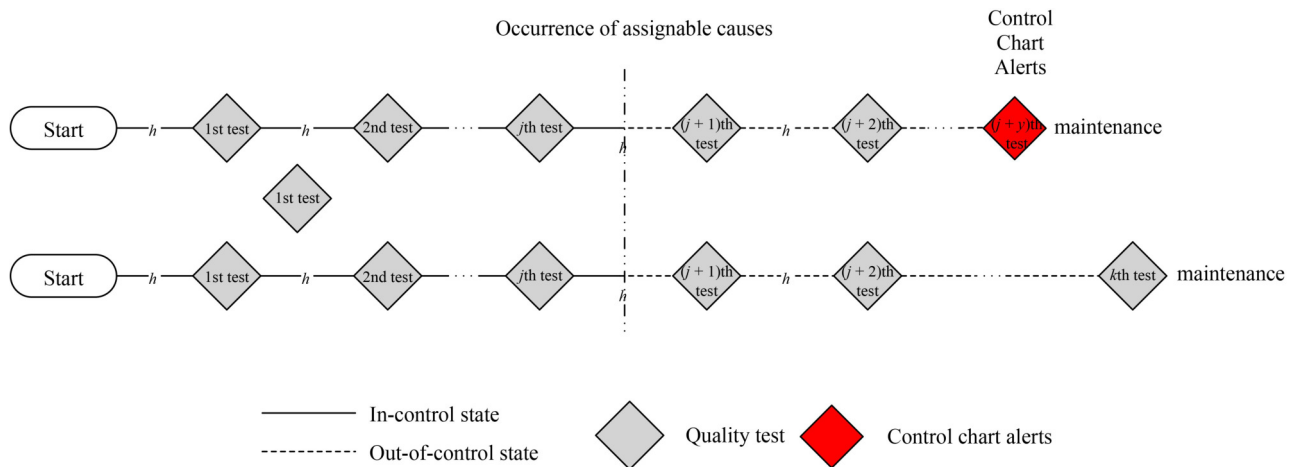 Occurrence of assignable causes
Control
Chart
Alerts
Start
h
1st test
h
2nd test
...
jth test
h
(j + 1)th
test
h
(j + 2)th
test
...
(j + y)th
test
maintenance
1st test
Start
h
1st test
h
2nd test
...
jth test
h
(j + 1)th
test
h
(j + 2)th
test
...
kth test
maintenance
In-control state
Out-of-control state
Quality test
Control chart alerts